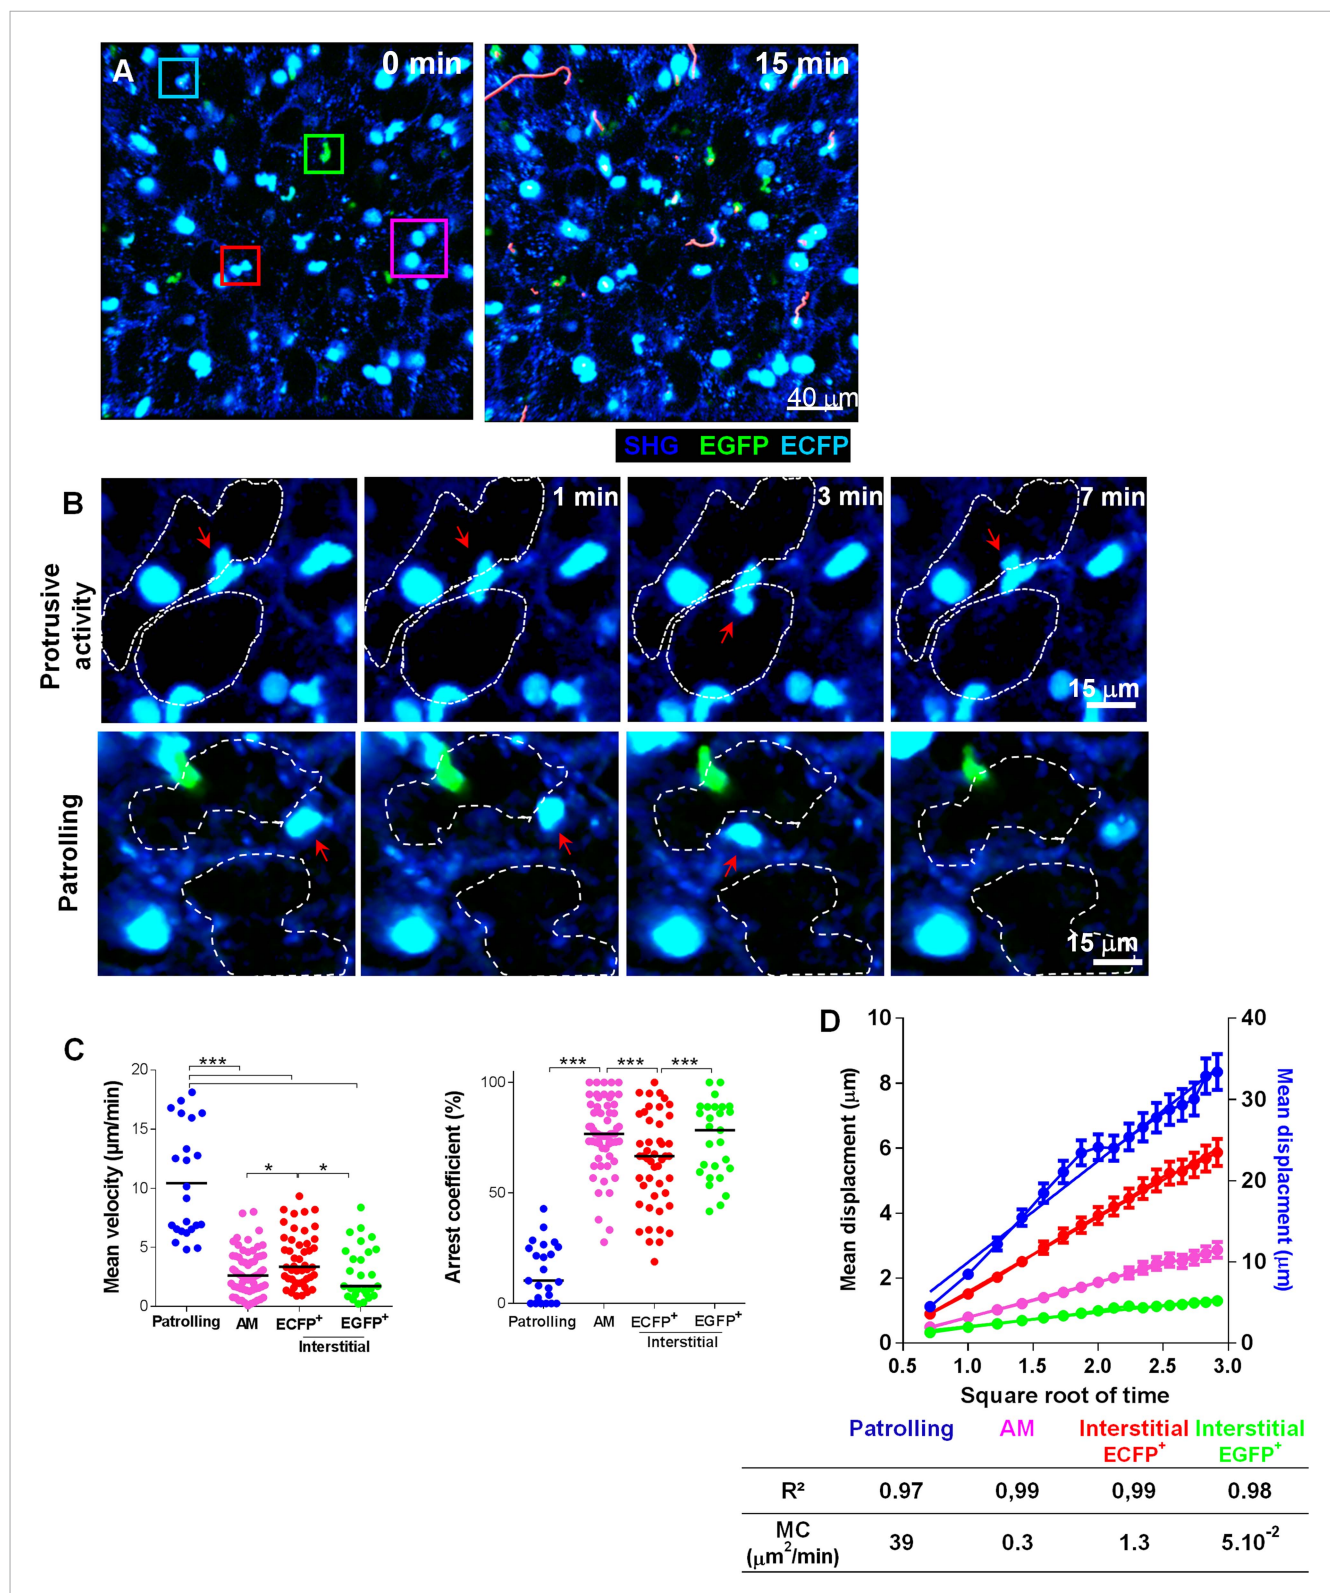 A
0 min
15 min
40 µm
SHG EGFP ECFP
B
1 min
3 min
7 min
Protrusive
activity
15 µm
Patrolling
15 µm
C
Mean velocity (µm/min)
20
15
10
5
0
***
*
*
Patrolling AM ECFP+ EGFP+
Interstitial
Arrest coefficient (%)
100
50
0
***
***
***
Patrolling AM ECFP+ EGFP+
Interstitial
D
Mean displacment (µm)
10
8
6
4
2
0
40
30
20
10
0
Mean displacment (µm)
0.5 1.0 1.5 2.0 2.5 3.0
Square root of time
Patrolling AM Interstitial ECFP+ Interstitial EGFP+
R² 0.97 0,99 0,99 0.98
MC (µm²/min) 39 0.3 1.3 5.10⁻²